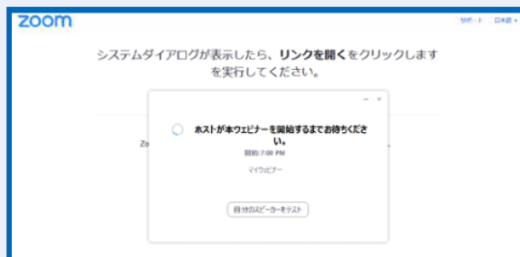 zoom
サポート 日本語
システムダイアログが表示したら、リンクを開くをクリックします
を実行してください。
Zo
ホストが本ウェビナーを開始するまでお待ちくださ
い。
開始: 7:00 PM
マイウェビナー
自分のスピーカーをテスト